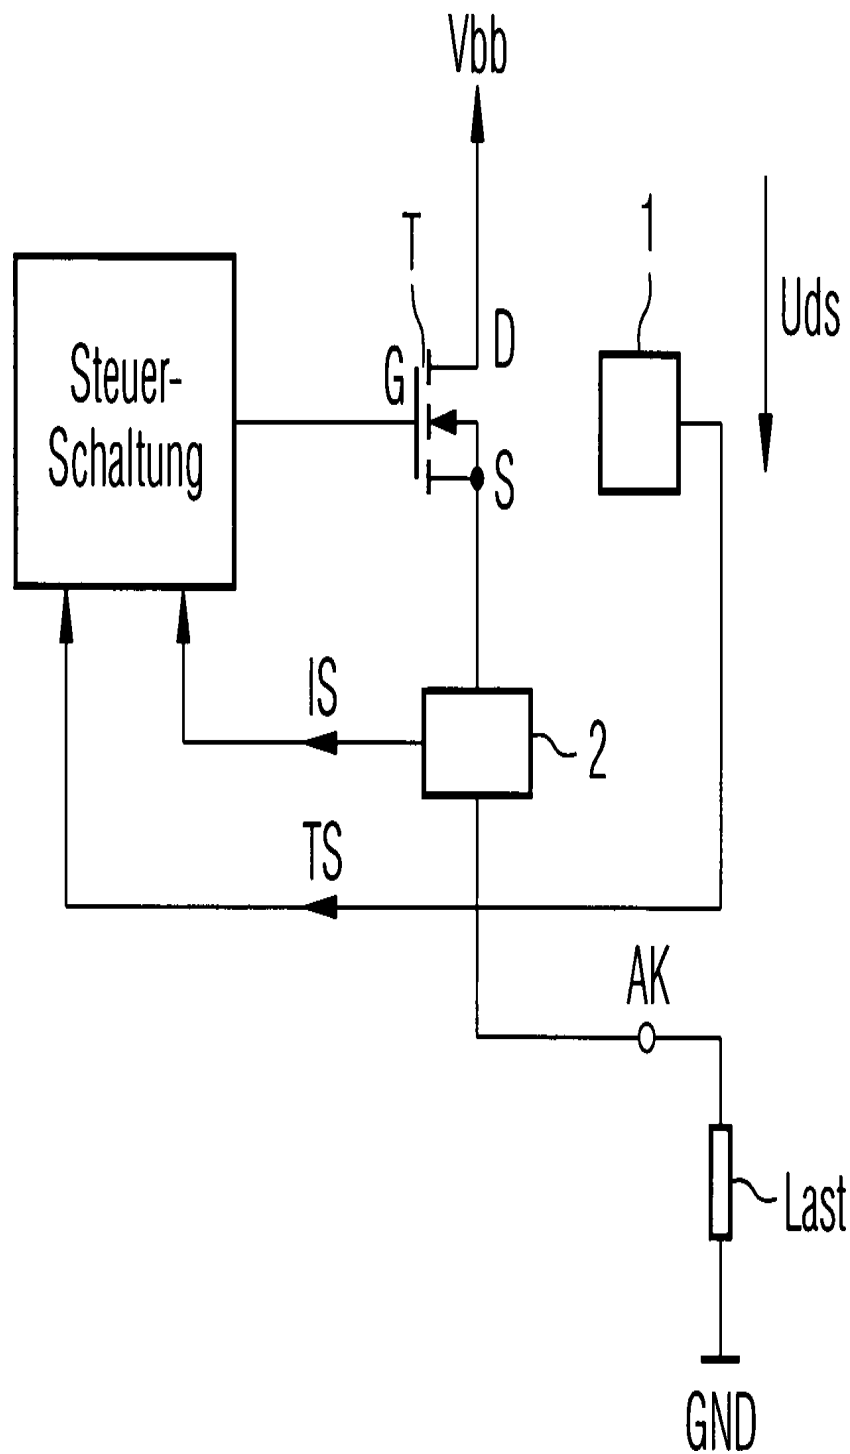 Vbb
T
1
Uds
D
G
Steuer-
Schaltung
S
IS
2
TS
AK
Last
GND